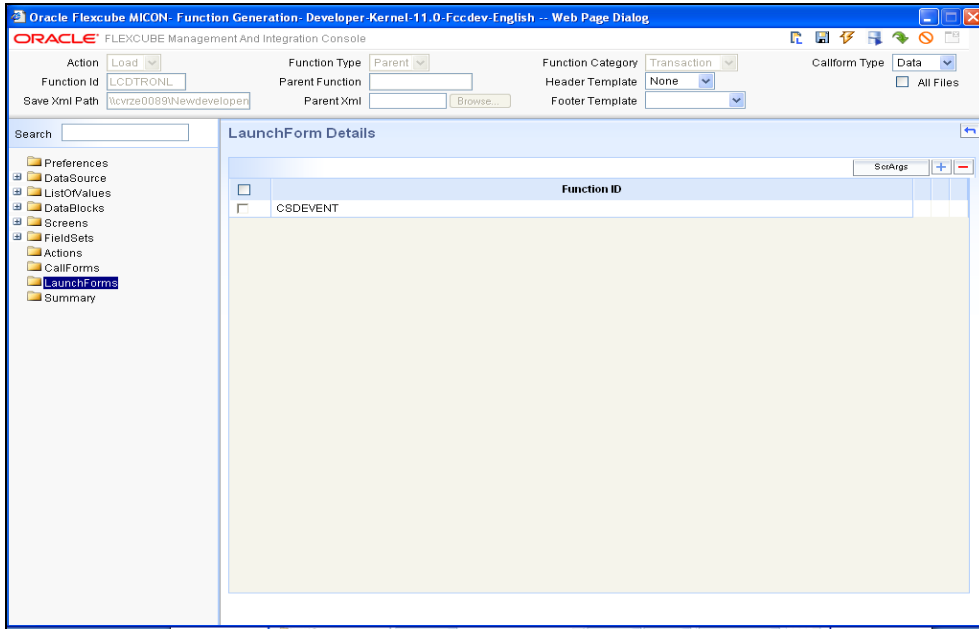 Oracle Flexcube MICON- Function Generation- Developer-Kernel-11.0-Fccdev-English -- Web Page Dialog
ORACLE FLEXCUBE Management And Integration Console
Action Load Function Type Parent Function Category Transaction Callform Type Data
Function Id LCDTRONL Parent Function Header Template None All Files
Save Xml Path \\cvrze0089\Newdevelopen Parent Xml Browse... Footer Template
Search
LaunchForm Details
ScrArgs
Function ID
CSDEVENT
Preferences
DataSource
ListOfValues
DataBlocks
Screens
FieldSets
Actions
CallForms
LaunchForms
Summary